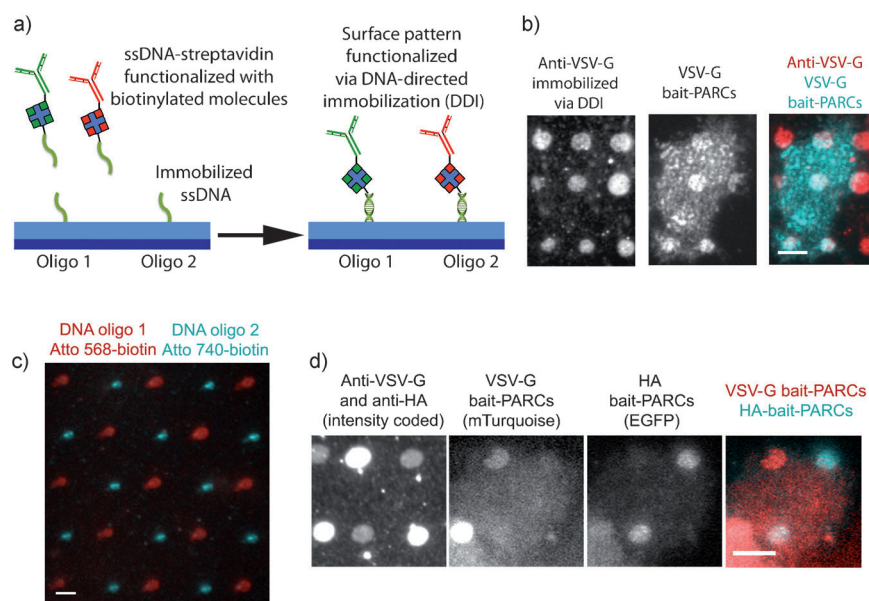 a)
ssDNA-streptavidin
functionalized with
biotinylated molecules
Immobilized
ssDNA
Oligo 1
Oligo 2
Surface pattern
functionalized
via DNA-directed
immobilization (DDI)
Oligo 1
Oligo 2
b)
Anti-VSV-G
immobilized
via DDI
VSV-G
bait-PARCs
Anti-VSV-G
VSV-G
bait-PARCs
c)
DNA oligo 1
Atto 568-biotin
DNA oligo 2
Atto 740-biotin
d)
Anti-VSV-G
and anti-HA
(intensity coded)
VSV-G
bait-PARCs
(mTurquoise)
HA
bait-PARCs
(EGFP)
VSV-G bait-PARCs
HA-bait-PARCs